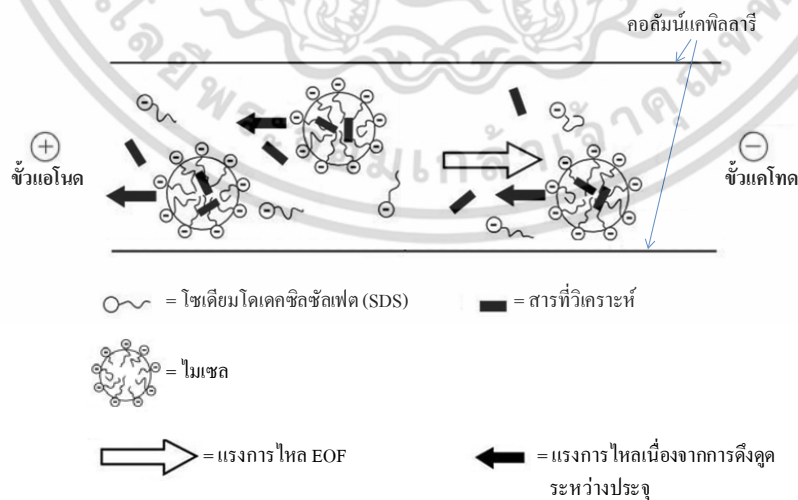 คอลัมน์แคพิลลารี
+
ขั้วแอโนด
−
ขั้วแคโทด
= โซเดียมโดเดคซิลซัลเฟต (SDS)
= สารที่วิเคราะห์
= ไมเซล
= แรงการไหล EOF
= แรงการไหลเนื่องจากการดึงดูด
ระหว่างประจุ